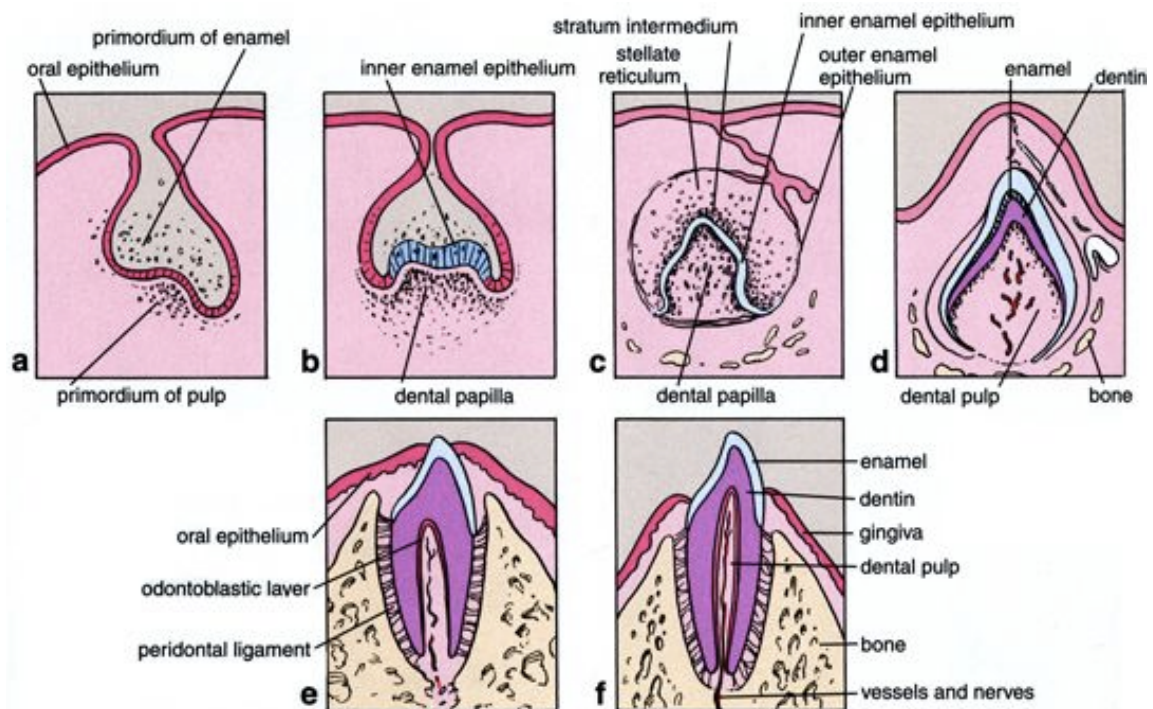 primordium of enamel
oral epithelium
a
primordium of pulp
inner enamel epithelium
b
dental papilla
stratum intermedium
inner enamel epithelium
stellate
reticulum
outer enamel
epithelium
c
dental papilla
enamel
dentin
d
dental pulp
bone
oral epithelium
odontoblastic laver
peridontal ligament
e
enamel
dentin
gingiva
dental pulp
bone
f
vessels and nerves